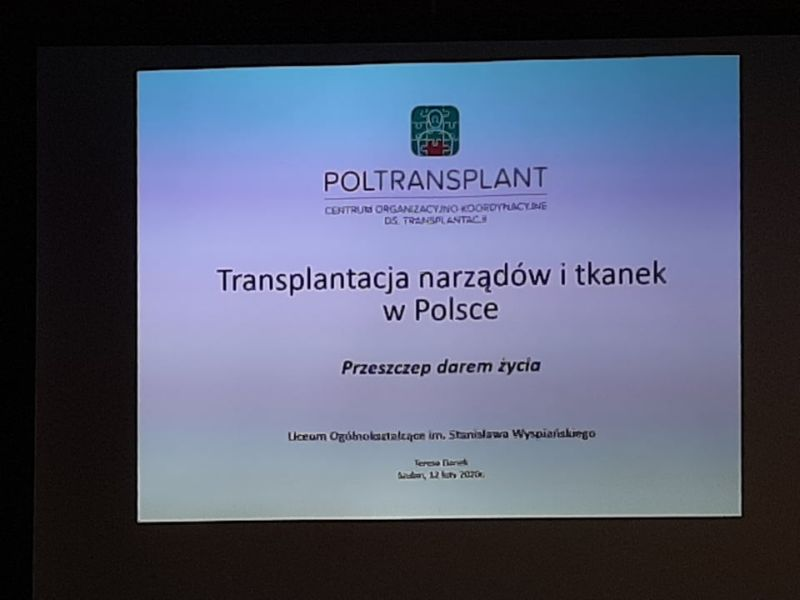 POLTRANSPLANT
CENTRUM ORGANIZACYJNO-KOORDYNACYJNE
DS. TRANSPLANTACJI
Transplantacja narządów i tkanek
w Polsce
Przeszczep darem życia
Liceum Ogólnokształcące im. Stanisława Wyspiańskiego
Teresa Danek
12 luty 2020r.